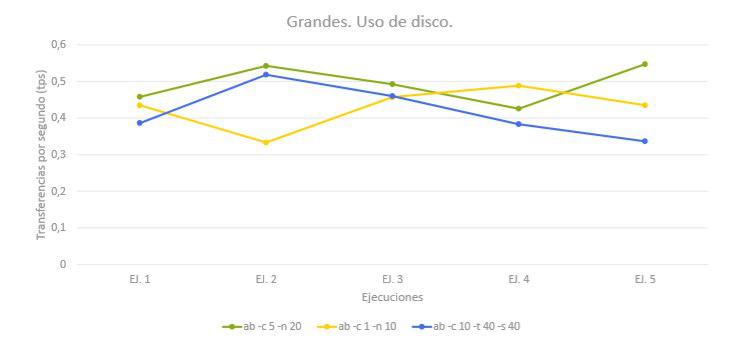 Grandes. Uso de disco.
Transferencias por segundo (tps)
0,6
0,5
0,4
0,3
0,2
0,1
0
EJ. 1 EJ. 2 EJ. 3 EJ. 4 EJ. 5
Ejecuciones
ab -c 5 -n 20 ab -c 1 -n 10 ab -c 10 -t 40 -s 40